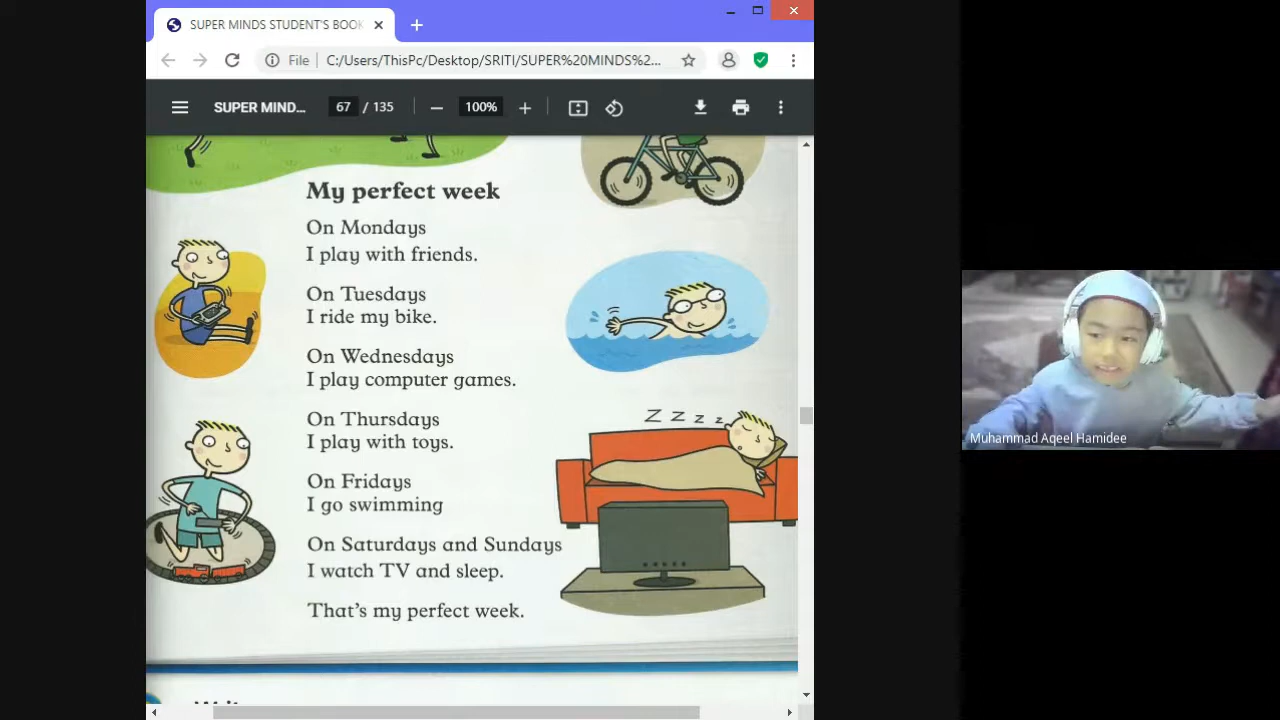 SUPER MINDS STUDENT'S BOOK
File C:/Users/ThisPc/Desktop/SRITI/SUPER%20MINDS%2...
SUPER MIND... 67 / 135 100%
My perfect week
On Mondays
I play with friends.
On Tuesdays
I ride my bike.
On Wednesdays
I play computer games.
On Thursdays
I play with toys.
On Fridays
I go swimming
On Saturdays and Sundays
I watch TV and sleep.
That's my perfect week.
Z Z Z z
Muhammad Aqeel Hamidee